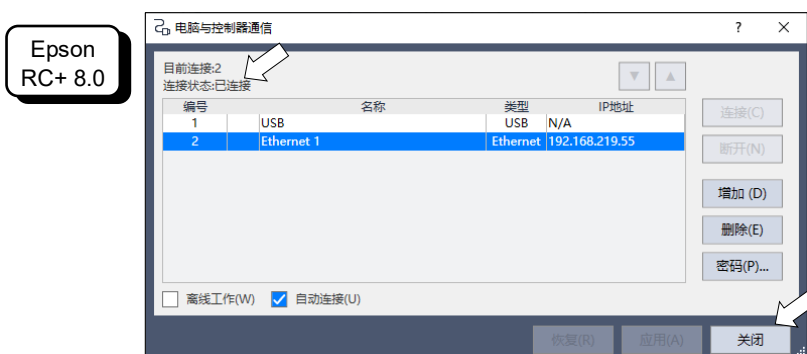 Epson
RC+ 8.0
电脑与控制器通信
?
×
目前连接:2
连接状态:已连接
▼ ▲
编号 名称 类型 IP地址
1 USB USB N/A
2 Ethernet 1 Ethernet 192.168.219.55
连接(C)
断开(N)
增加 (D)
删除(E)
密码(P)...
离线工作(W) 自动连接(U)
恢复(R) 应用(A) 关闭